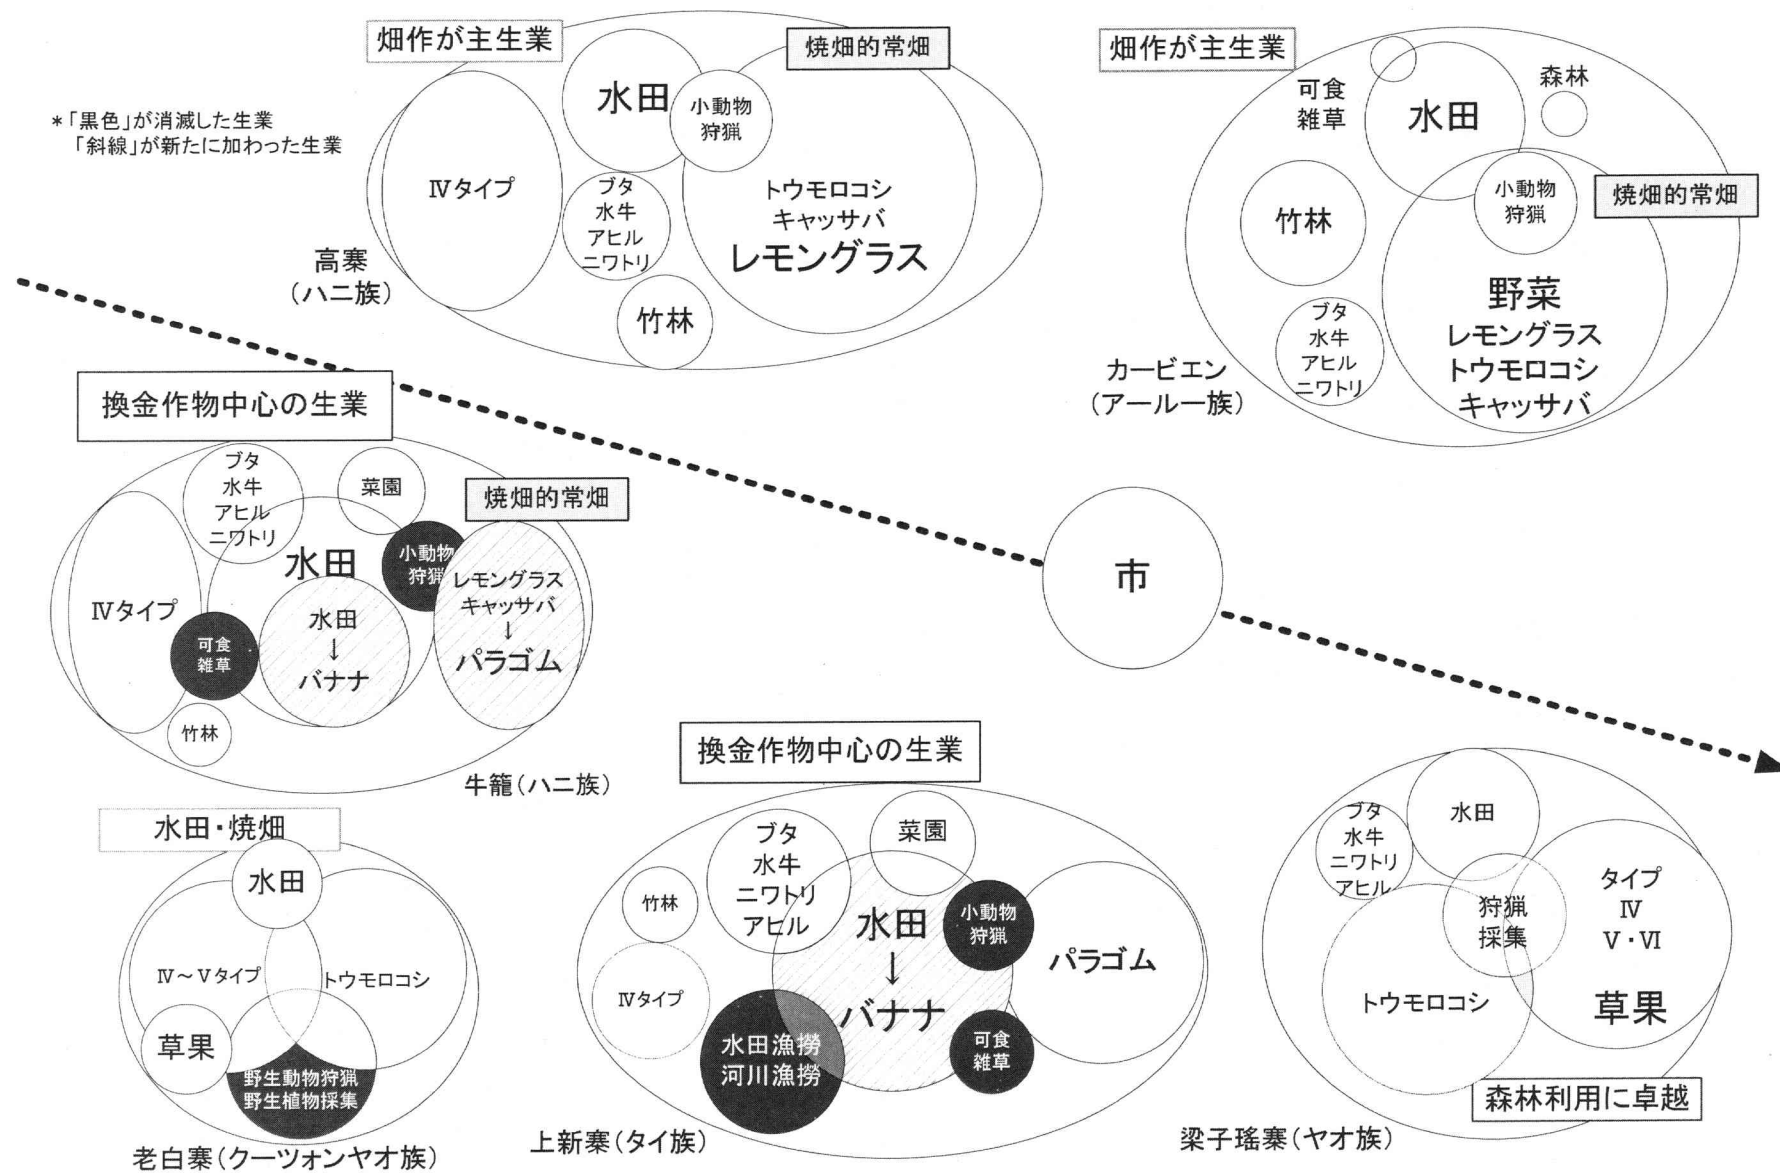 畑作が主生業
焼畑的常畑
水田
小動物
狩猟
*「黒色」が消滅した生業
「斜線」が新たに加わった生業
Ⅳタイプ
ブタ
水牛
アヒル
ニワトリ
トウモロコシ
キャッサバ
レモングラス
竹林
高寨
(ハニ族)
畑作が主生業
可食
雑草
水田
森林
竹林
小動物
狩猟
焼畑的常畑
ブタ
水牛
アヒル
ニワトリ
野菜
レモングラス
トウモロコシ
キャッサバ
カービエン
(アールー族)
換金作物中心の生業
ブタ
水牛
アヒル
ニワトリ
菜園
焼畑的常畑
水田
小動物
狩猟
レモングラス
キャッサバ
↓
パラゴム
Ⅳタイプ
可食
雑草
水田
↓
バナナ
竹林
牛籠(ハニ族)
市
水田・焼畑
水田
Ⅳ～Ⅴタイプ
トウモロコシ
草果
野生動物狩猟
野生植物採集
老白寨(クーツォンヤオ族)
換金作物中心の生業
ブタ
水牛
ニワトリ
アヒル
菜園
竹林
水田
↓
バナナ
小動物
狩猟
パラゴム
Ⅳタイプ
水田漁撈
河川漁撈
可食
雑草
上新寨(タイ族)
ブタ
水牛
ニワトリ
アヒル
水田
狩猟
採集
タイプ
Ⅳ
Ⅴ・Ⅵ
トウモロコシ
草果
森林利用に卓越
梁子瑤寨(ヤオ族)